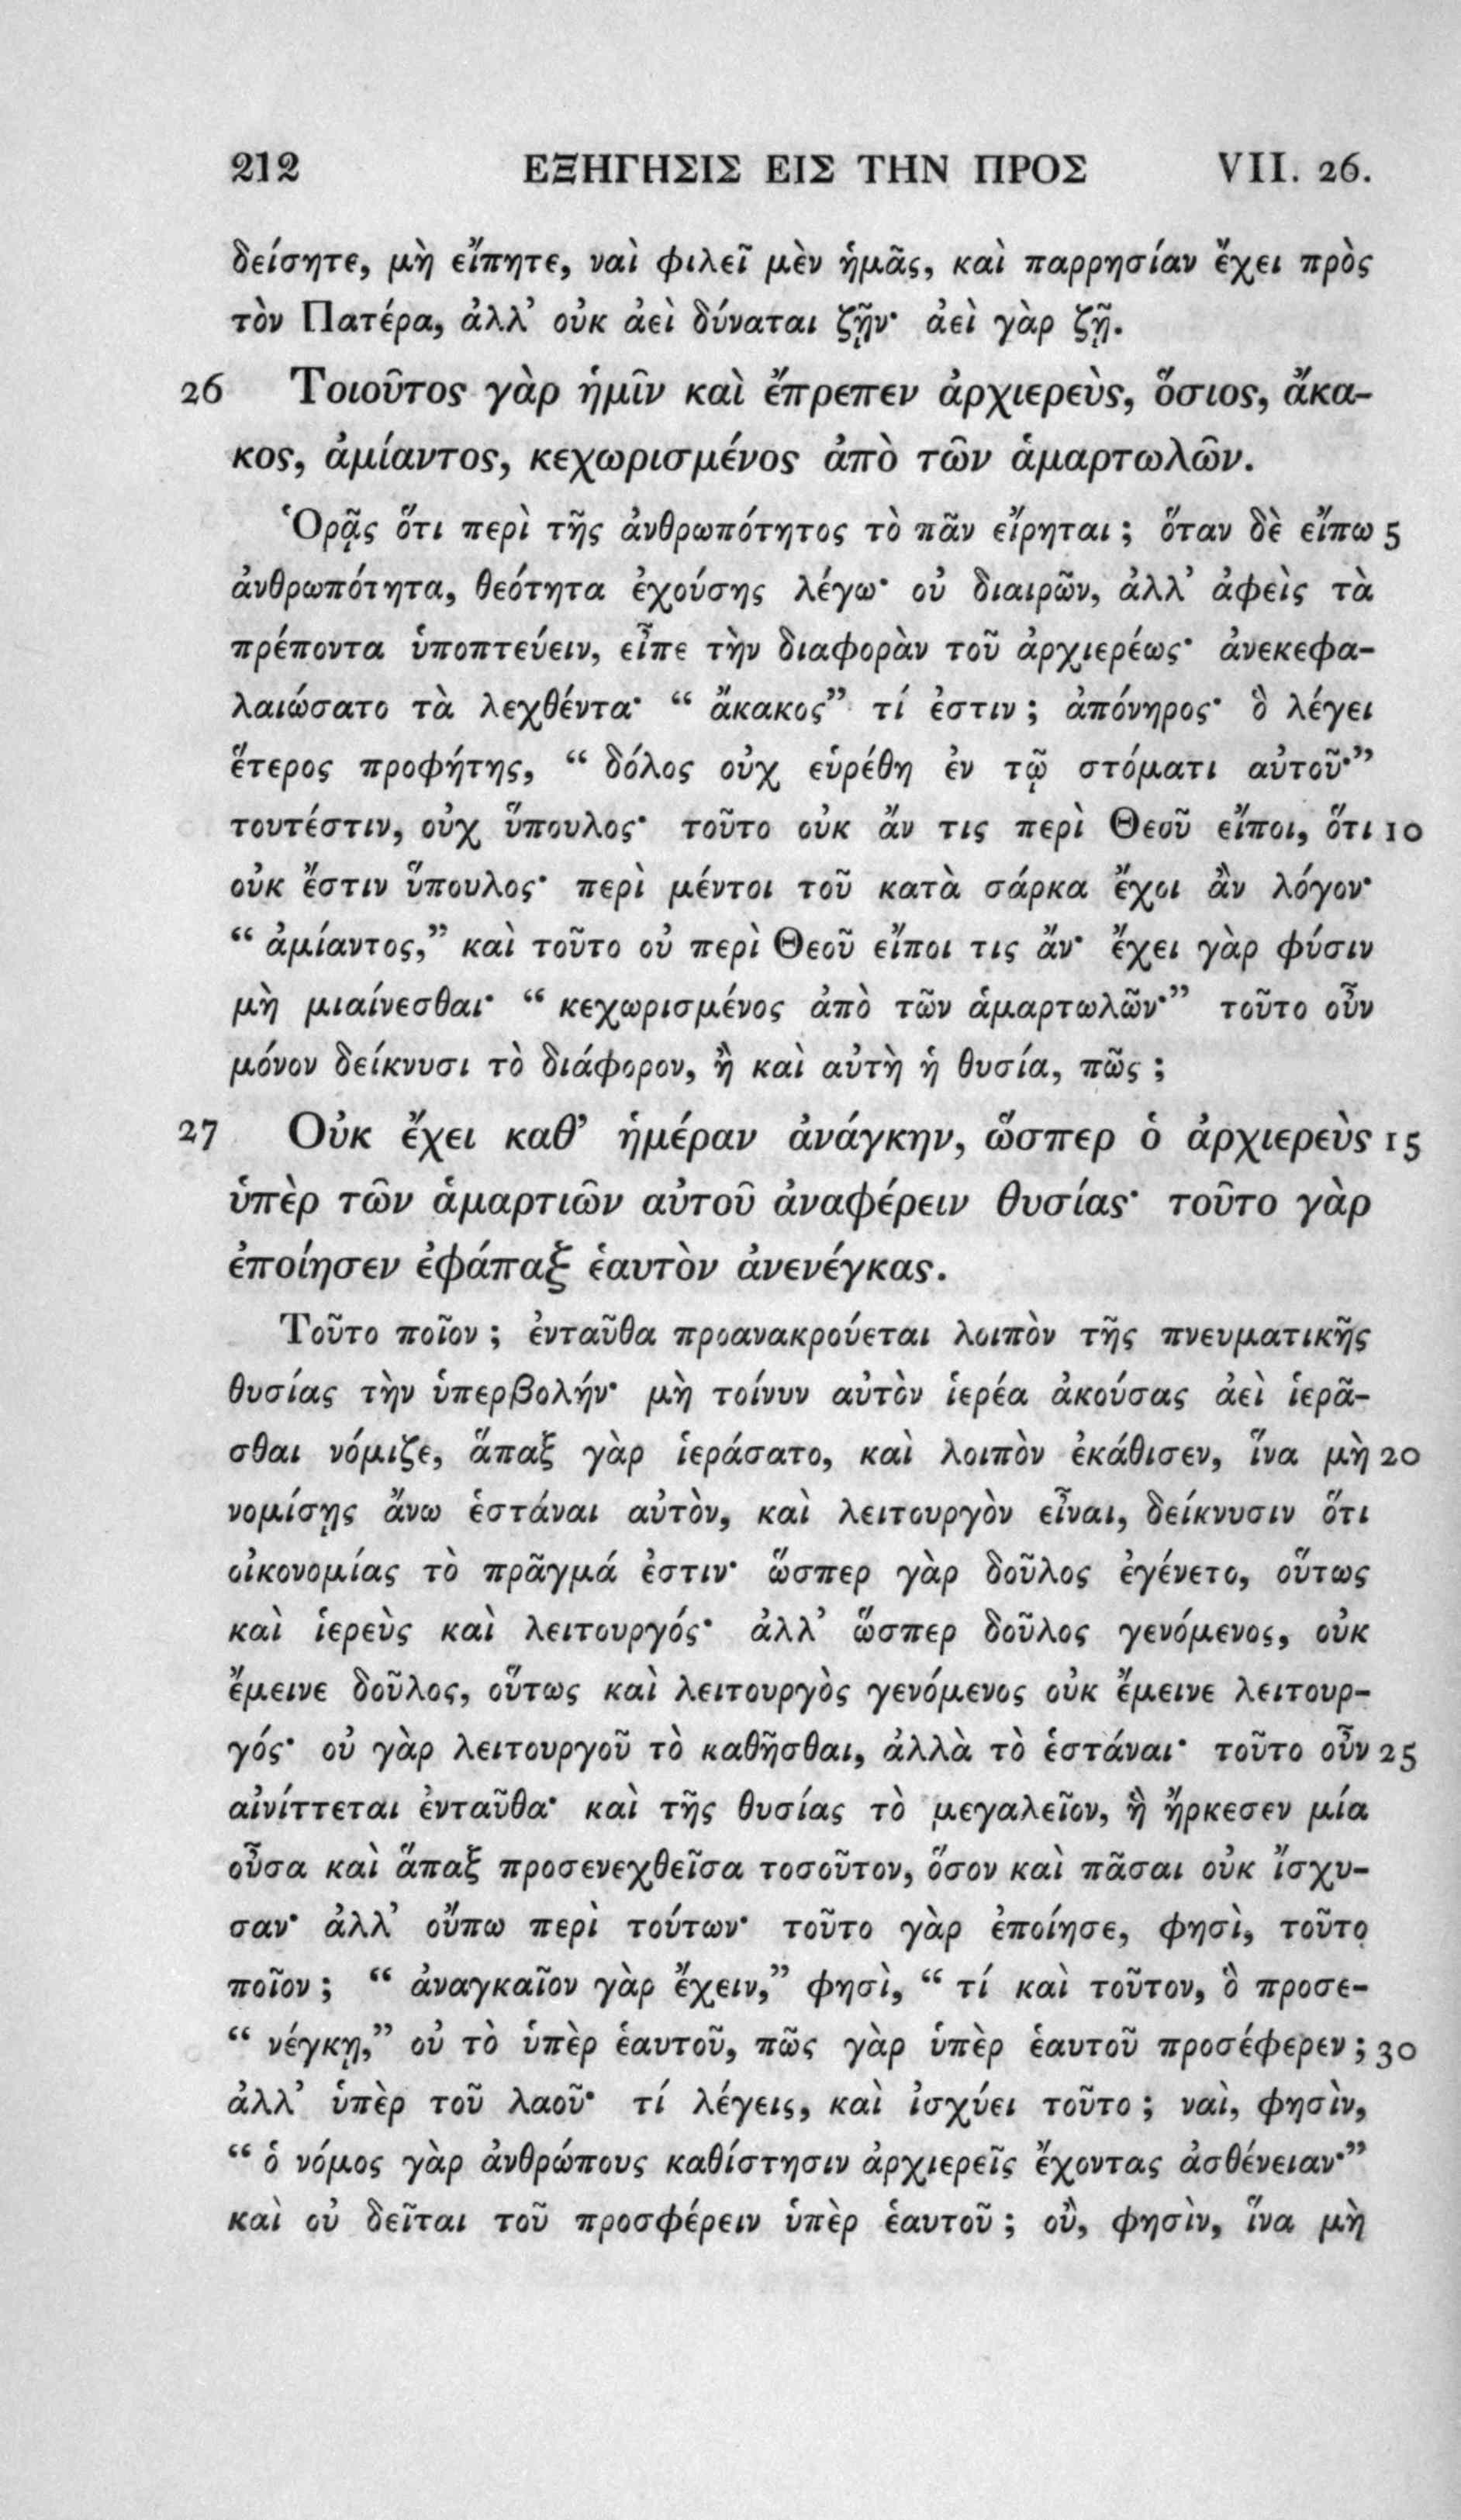 212 ΕΞΗΓΗΣΙΣ ΕΙΣ ΤΗΝ ΠΡΟΣ VII. 26.
δείσητε, μὴ εἴπητε, ναὶ φιλεῖ μὲν ἡμᾶς, καὶ παρρησίαν ἔχει πρὸς
τὸν Πατέρα, ἀλλ’ οὐκ ἀεὶ δύναται ζῇν· ἀεὶ γὰρ ζῇ.
26 Τοιοῦτος γὰρ ἡμῖν καὶ ἔπρεπεν ἀρχιερεὺς, ὅσιος, ἄκα-
κος, ἀμίαντος, κεχωρισμένος ἀπὸ τῶν ἁμαρτωλῶν.
Ὁρᾷς ὅτι περὶ τῆς ἀνθρωπότητος τὸ πᾶν εἴρηται; ὅταν δὲ εἴπω 5
ἀνθρωπότητα, θεότητα ἐχούσης λέγω· οὐ διαιρῶν, ἀλλ’ ἀφεὶς τὰ
πρέποντα ὑποπτεύειν, εἶπε τὴν διαφορὰν τοῦ ἀρχιερέως· ἀνεκεφα-
λαιώσατο τὰ λεχθέντα· “ ἄκακος” τί ἐστιν; ἀπόνηρος· ὃ λέγει
ἕτερος προφήτης, “ δόλος οὐχ εὑρέθη ἐν τῷ στόματι αὐτοῦ·”
τουτέστιν, οὐχ ὕπουλος· τοῦτο οὐκ ἄν τις περὶ Θεοῦ εἴποι, ὅτι 10
οὐκ ἔστιν ὕπουλος· περὶ μέντοι τοῦ κατὰ σάρκα ἔχοι ἂν λόγον·
“ ἀμίαντος,” καὶ τοῦτο οὐ περὶ Θεοῦ εἴποι τις ἄν· ἔχει γὰρ φύσιν
μὴ μιαίνεσθαι· “ κεχωρισμένος ἀπὸ τῶν ἁμαρτωλῶν·” τοῦτο οὖν
μόνον δείκνυσι τὸ διάφορον, ἢ καὶ αὐτὴ ἡ θυσία, πῶς;
27 Οὐκ ἔχει καθ’ ἡμέραν ἀνάγκην, ὥσπερ ὁ ἀρχιερεὺς 15
ὑπὲρ τῶν ἁμαρτιῶν αὐτοῦ ἀναφέρειν θυσίας· τοῦτο γὰρ
ἐποίησεν ἐφάπαξ ἑαυτὸν ἀνενέγκας.
Τοῦτο ποῖον; ἐνταῦθα προανακρούεται λοιπὸν τῆς πνευματικῆς
θυσίας τὴν ὑπερβολήν· μὴ τοίνυν αὐτὸν ἱερέα ἀκούσας ἀεὶ ἱερᾶ-
σθαι νόμιζε, ἅπαξ γὰρ ἱεράσατο, καὶ λοιπὸν ἐκάθισεν, ἵνα μὴ 20
νομίσῃς ἄνω ἑστάναι αὐτὸν, καὶ λειτουργὸν εἶναι, δείκνυσιν ὅτι
οἰκονομίας τὸ πρᾶγμά ἐστιν· ὥσπερ γὰρ δοῦλος ἐγένετο, οὕτως
καὶ ἱερεὺς καὶ λειτουργός· ἀλλ’ ὥσπερ δοῦλος γενόμενος, οὐκ
ἔμεινε δοῦλος, οὕτως καὶ λειτουργὸς γενόμενος οὐκ ἔμεινε λειτουρ-
γός· οὐ γὰρ λειτουργοῦ τὸ καθῆσθαι, ἀλλὰ τὸ ἑστάναι· τοῦτο οὖν 25
αἰνίττεται ἐνταῦθα· καὶ τῆς θυσίας τὸ μεγαλεῖον, ἣ ἤρκεσεν μία
οὖσα καὶ ἅπαξ προσενεχθεῖσα τοσοῦτον, ὅσον καὶ πᾶσαι οὐκ ἴσχυ-
σαν· ἀλλ’ οὔπω περὶ τούτων· τοῦτο γὰρ ἐποίησε, φησὶ, τοῦτο
ποῖον; “ ἀναγκαῖον γὰρ ἔχειν,” φησὶ, “ τί καὶ τοῦτον, ὃ προσε-
“ νέγκῃ,” οὐ τὸ ὑπὲρ ἑαυτοῦ, πῶς γὰρ ὑπὲρ ἑαυτοῦ προσέφερεν; 30
ἀλλ’ ὑπὲρ τοῦ λαοῦ· τί λέγεις, καὶ ἰσχύει τοῦτο; ναὶ, φησὶν,
“ ὁ νόμος γὰρ ἀνθρώπους καθίστησιν ἀρχιερεῖς ἔχοντας ἀσθένειαν·”
καὶ οὐ δεῖται τοῦ προσφέρειν ὑπὲρ ἑαυτοῦ; οὒ, φησὶν, ἵνα μὴ